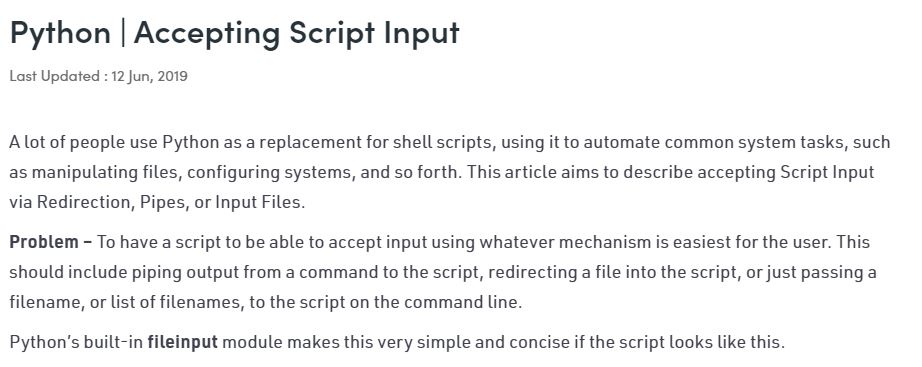 Python | Accepting Script Input
Last Updated : 12 Jun, 2019
A lot of people use Python as a replacement for shell scripts, using it to automate common system tasks, such
as manipulating files, configuring systems, and so forth. This article aims to describe accepting Script Input
via Redirection, Pipes, or Input Files.
Problem – To have a script to be able to accept input using whatever mechanism is easiest for the user. This
should include piping output from a command to the script, redirecting a file into the script, or just passing a
filename, or list of filenames, to the script on the command line.
Python’s built-in fileinput module makes this very simple and concise if the script looks like this.